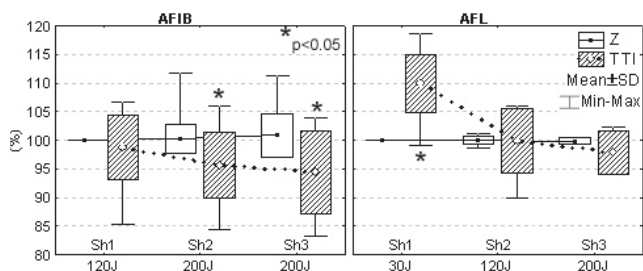 AFIB AFL
120
115
110
105
100
95
90
85
80
(%)
* p<0.05
*
*
*
Z
TTI
Mean±SD
Min-Max
Sh1 Sh2 Sh3 Sh1 Sh2 Sh3
120J 200J 200J 30J 120J 200J